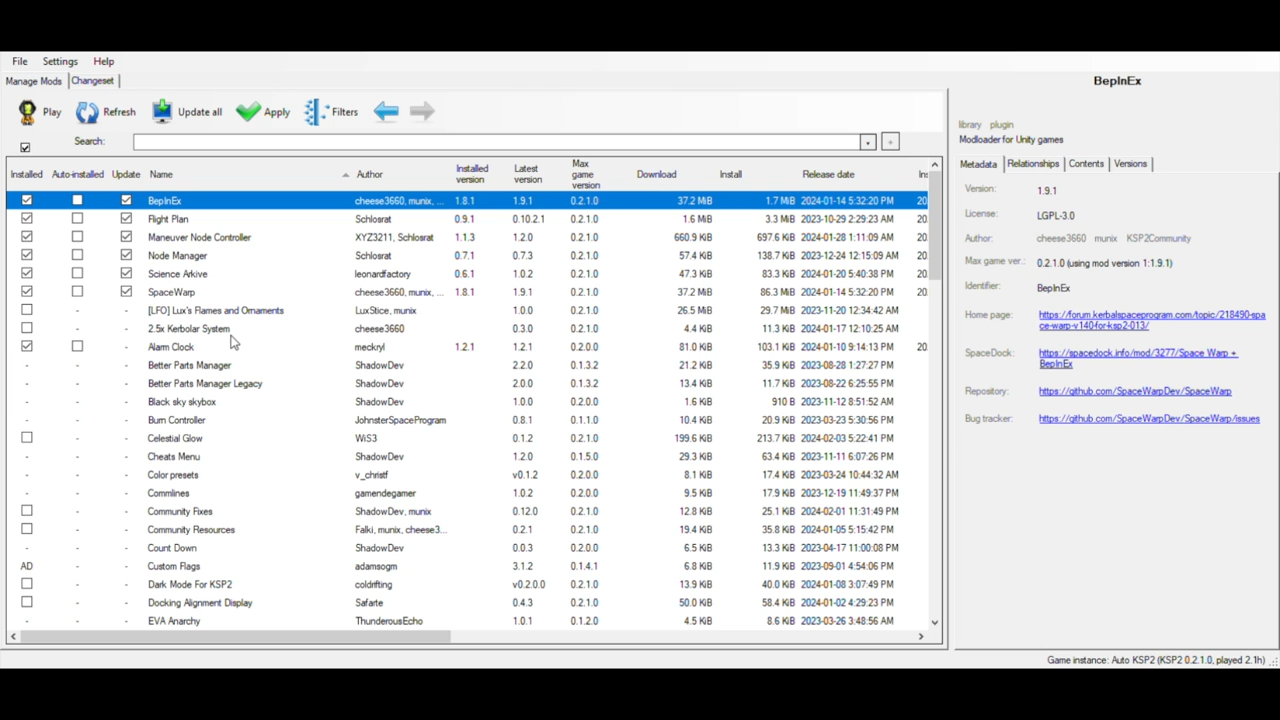 File Settings Help
Manage Mods Changeset
Play Refresh Update all Apply Filters
Search:
Installed Auto-installed Update Name Author Installed version Latest version Max game version Download Install Release date Ins
BepInEx cheese3660, munix, ... 1.8.1 1.9.1 0.2.1.0 37.2 MiB 1.7 MiB 2024-01-14 5:32:20 PM 20
Flight Plan Schlosrat 0.9.1 0.10.2.1 0.2.1.0 1.6 MiB 3.3 MiB 2023-10-29 2:29:23 AM 20
Maneuver Node Controller XYZ3211, Schlosrat 1.1.3 1.2.0 0.2.1.0 660.9 KiB 697.6 KiB 2024-01-28 1:11:09 AM 20
Node Manager Schlosrat 0.7.1 0.7.3 0.2.1.0 57.4 KiB 138.7 KiB 2023-12-24 12:15:09 AM 20
Science Arkive leonardfactory 0.6.1 1.0.2 0.2.1.0 47.3 KiB 83.3 KiB 2024-01-20 5:40:38 PM 20
SpaceWarp cheese3660, munix, ... 1.8.1 1.9.1 0.2.1.0 37.2 MiB 86.3 MiB 2024-01-14 5:32:20 PM 20
[LFO] Lux's Flames and Ornaments - - LuxStice, munix 1.0.0 0.2.1.0 26.5 MiB 29.7 MiB 2023-11-20 12:34:42 AM
- - 2.5x Kerbolar System cheese3660 0.3.0 0.2.1.0 4.4 KiB 11.3 KiB 2024-01-17 12:10:25 AM
- Alarm Clock meckryl 1.2.1 1.2.1 0.2.0.0 81.0 KiB 103.1 KiB 2024-01-10 9:14:13 PM 20
- - - Better Parts Manager ShadowDev 2.2.0 0.1.3.2 21.2 KiB 35.9 KiB 2023-08-28 1:27:27 PM
- - - Better Parts Manager Legacy ShadowDev 2.0.0 0.1.3.2 13.4 KiB 11.7 KiB 2023-08-22 6:25:55 PM
- - - Black sky skybox ShadowDev 1.0.0 0.2.0.0 1.6 KiB 910 B 2023-11-12 8:51:52 AM
- - - Burn Controller JohnsterSpaceProgram 0.8.1 0.1.1.0 10.4 KiB 20.9 KiB 2023-03-23 5:30:56 PM
- - Celestial Glow WiS3 0.1.2 0.2.1.0 199.6 KiB 213.7 KiB 2024-02-03 5:22:41 PM
- - - Cheats Menu ShadowDev 1.2.0 0.1.5.0 29.3 KiB 63.4 KiB 2023-11-11 6:07:26 PM
- - - Color presets v_christf v0.1.2 0.2.0.0 8.1 KiB 17.4 KiB 2023-03-24 10:44:32 AM
- - - Commlines gamendegamer 1.0.2 0.2.0.0 9.5 KiB 17.9 KiB 2023-12-19 11:49:37 PM
- - Community Fixes ShadowDev, munix 0.12.0 0.2.1.0 12.8 KiB 25.1 KiB 2024-02-01 11:31:49 PM
- - Community Resources Falki, munix, cheese3... 0.2.1 0.2.1.0 19.4 KiB 35.8 KiB 2024-01-05 5:15:42 PM
- - - Count Down ShadowDev 0.0.3 0.2.0.0 6.5 KiB 13.3 KiB 2023-04-17 11:00:08 PM
AD - - Custom Flags adamsogm 3.1.2 0.1.4.1 6.8 KiB 11.9 KiB 2023-09-01 4:54:06 PM
- - Dark Mode For KSP2 coldrifting v0.2.0.0 0.2.1.0 13.9 KiB 40.0 KiB 2024-01-08 3:07:49 PM
- - Docking Alignment Display Safarte 0.4.3 0.2.1.0 50.0 KiB 58.4 KiB 2024-01-02 4:29:23 PM
- - - EVA Anarchy ThunderousEcho 1.0.1 0.1.2.0 4.5 KiB 8.6 KiB 2023-03-26 3:48:56 AM
BepInEx
library plugin
Modloader for Unity games
Metadata Relationships Contents Versions
Version: 1.9.1
License: LGPL-3.0
Author: cheese3660 munix KSP2Community
Max game ver.: 0.2.1.0 (using mod version 1:1.9.1)
Identifier: BepInEx
Home page: https://forum.kerbalspaceprogram.com/topic/218490-spa
ce-warp-v140-for-ksp2-013/
SpaceDock: https://spacedock.info/mod/3277/Space Warp +
BepInEx
Repository: https://github.com/SpaceWarpDev/SpaceWarp
Bug tracker: https://github.com/SpaceWarpDev/SpaceWarp/issues
Game instance: Auto KSP2 (KSP2 0.2.1.0, played 2.1h)